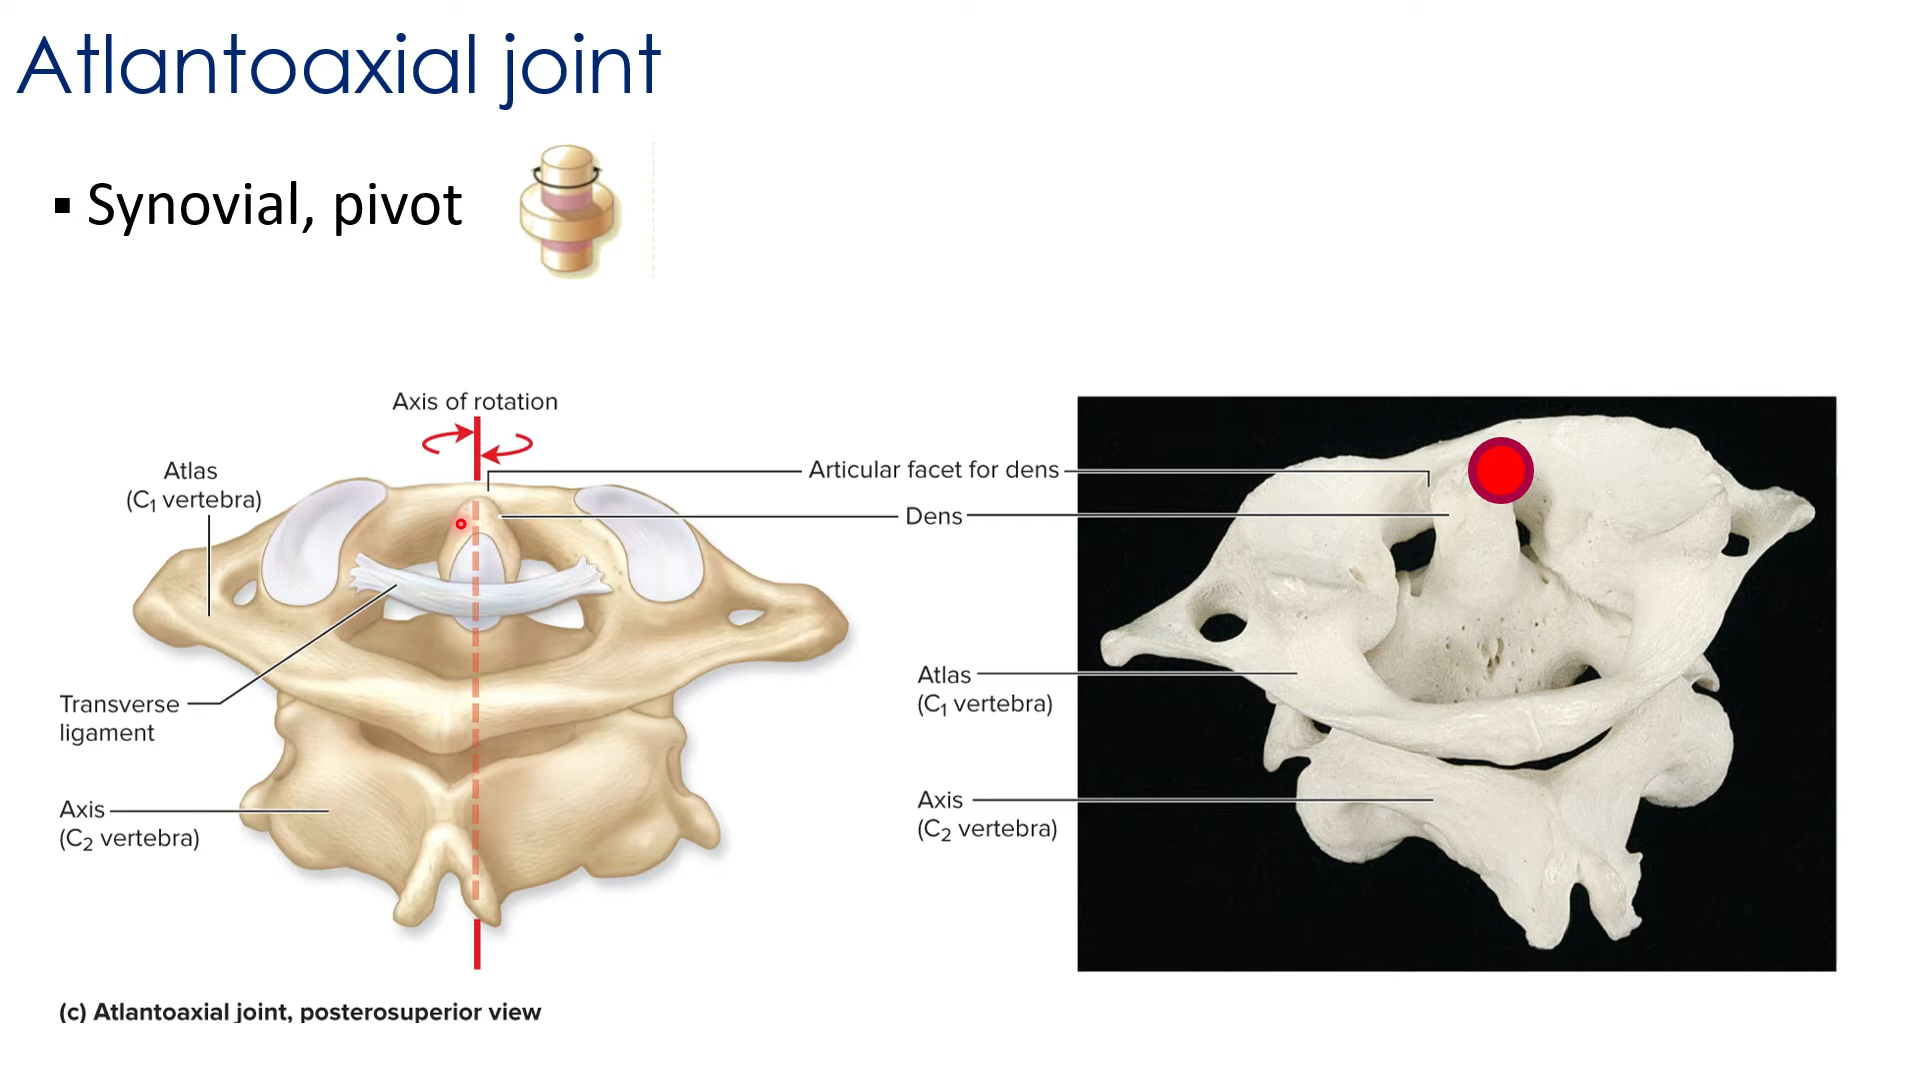 Atlantoaxial joint
▪ Synovial, pivot
Axis of rotation
Atlas
(C₁ vertebra)
Articular facet for dens
Dens
Transverse
ligament
Atlas
(C₁ vertebra)
Axis
(C₂ vertebra)
Axis
(C₂ vertebra)
(c) Atlantoaxial joint, posterosuperior view